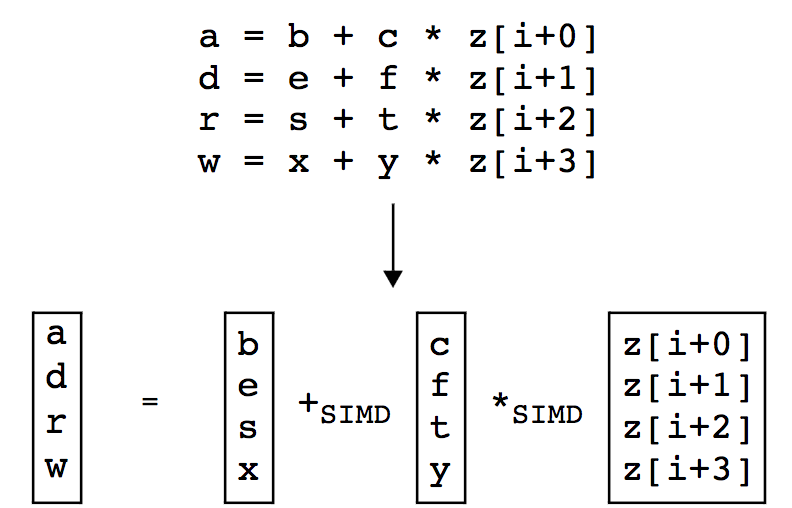 a = b + c * z[i+0]
d = e + f * z[i+1]
r = s + t * z[i+2]
w = x + y * z[i+3]
a b c z[i+0]
d e f z[i+1]
= +SIMD *SIMD
r s t z[i+2]
w x y z[i+3]